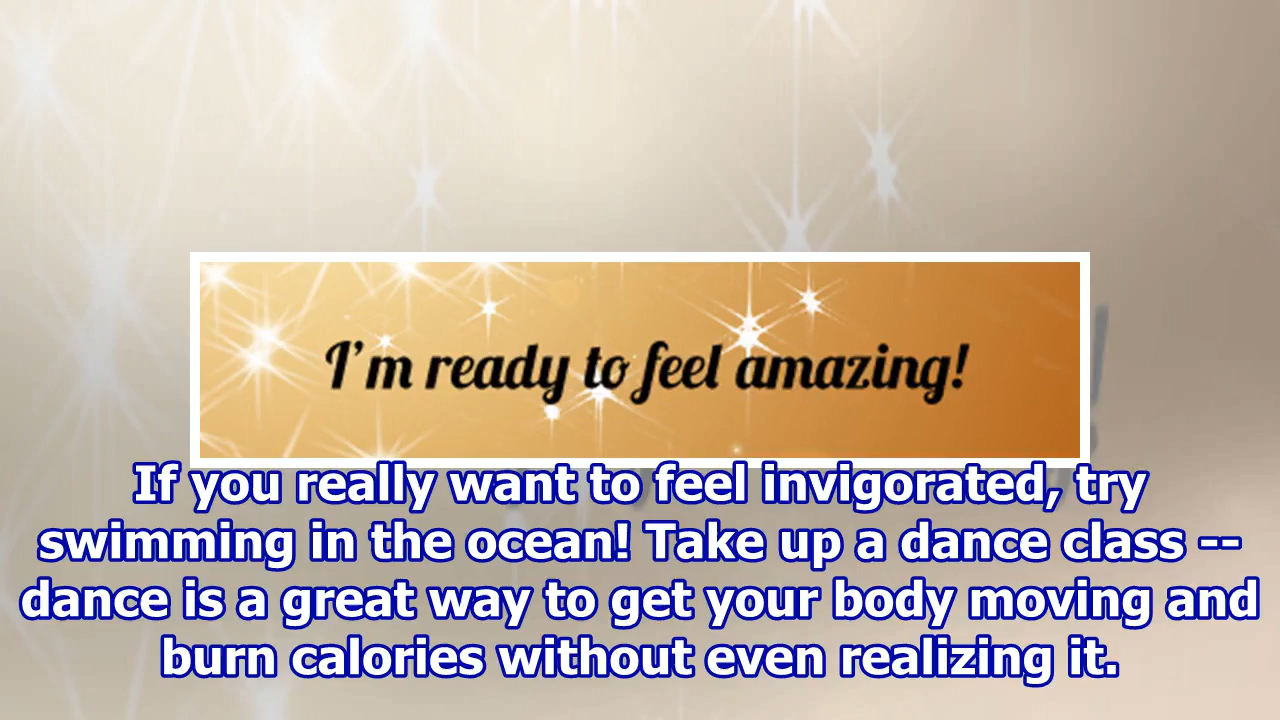 I'm ready to feel amazing!
If you really want to feel invigorated, try
swimming in the ocean! Take up a dance class --
dance is a great way to get your body moving and
burn calories without even realizing it.